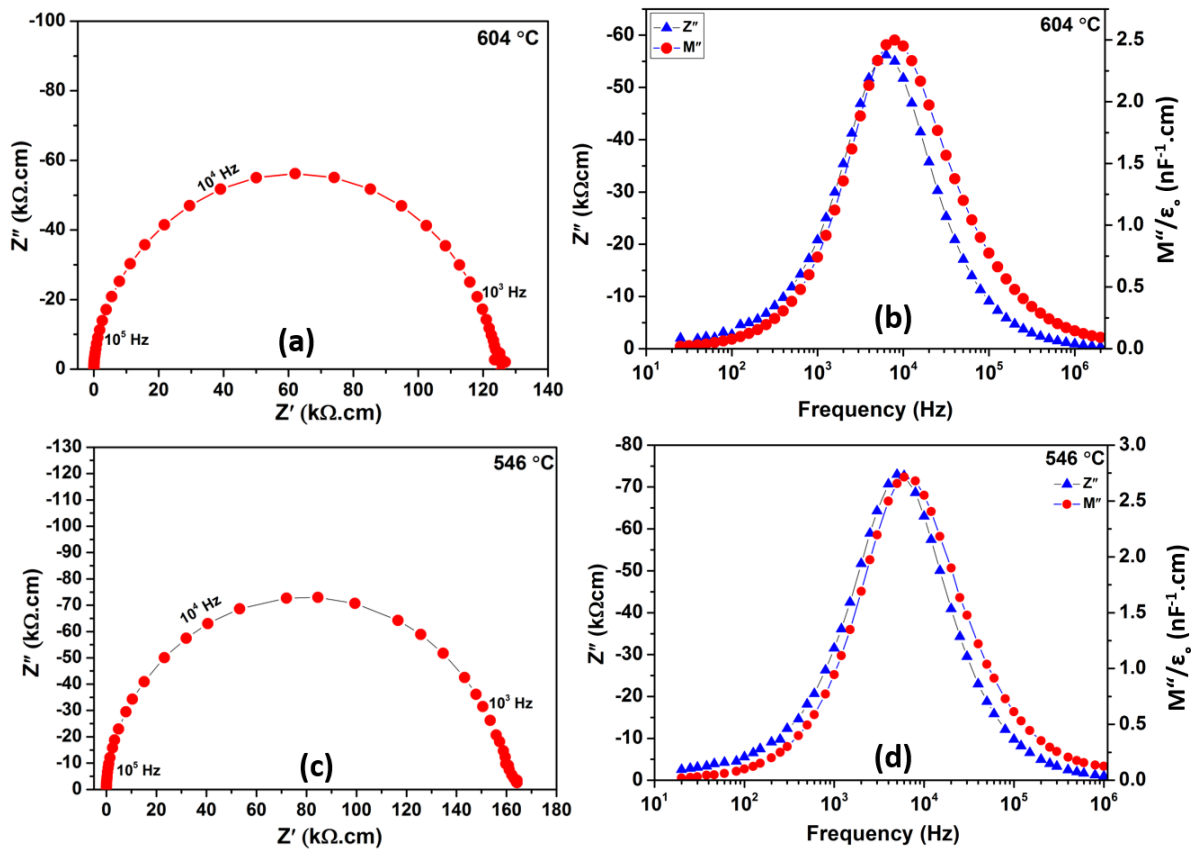 604 °C
-100
-80
-60
-40
-20
0
Z″ (kΩ.cm)
10⁴ Hz
10³ Hz
10⁵ Hz
(a)
0 20 40 60 80 100 120 140
Z′ (kΩ.cm)
604 °C
Z″
M″
-60
-50
-40
-30
-20
-10
0
Z″ (kΩcm)
2.5
2.0
1.5
1.0
0.5
0.0
M″/ε˳ (nF⁻¹.cm)
(b)
10¹ 10² 10³ 10⁴ 10⁵ 10⁶
Frequency (Hz)
546 °C
-130
-120
-110
-100
-90
-80
-70
-60
-50
-40
-30
-20
-10
0
Z″ (kΩ.cm)
10⁴ Hz
10³ Hz
10⁵ Hz
(c)
0 20 40 60 80 100 120 140 160 180
Z′ (kΩ.cm)
546 °C
Z″
M″
-80
-70
-60
-50
-40
-30
-20
-10
0
Z″ (kΩcm)
3.0
2.5
2.0
1.5
1.0
0.5
0.0
M″/ε˳ (nF⁻¹.cm)
(d)
10¹ 10² 10³ 10⁴ 10⁵ 10⁶
Frequency (Hz)